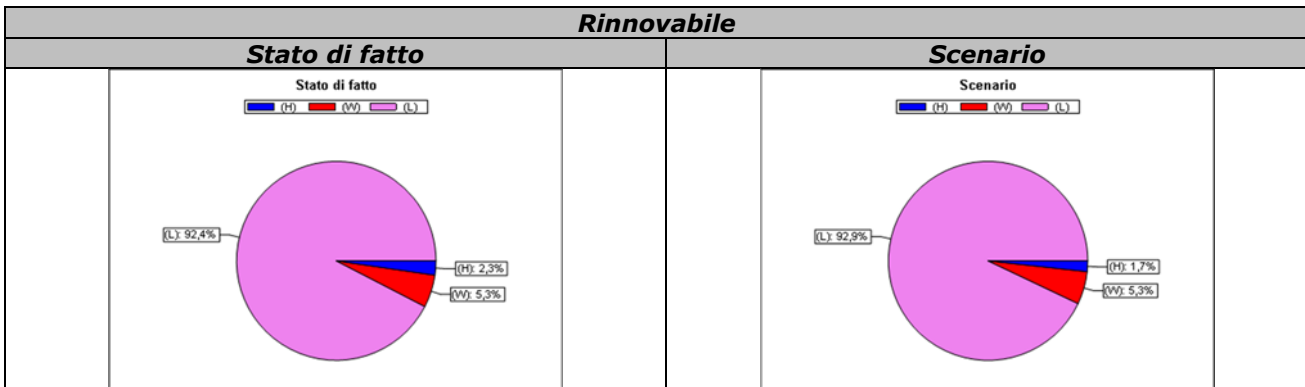 Rinnovabile
Stato di fatto
Scenario
Stato di fatto
(H) (W) (L)
(L): 92,4%
(H): 2,3%
(W): 5,3%
Scenario
(H) (W) (L)
(L): 92,9%
(H): 1,7%
(W): 5,3%